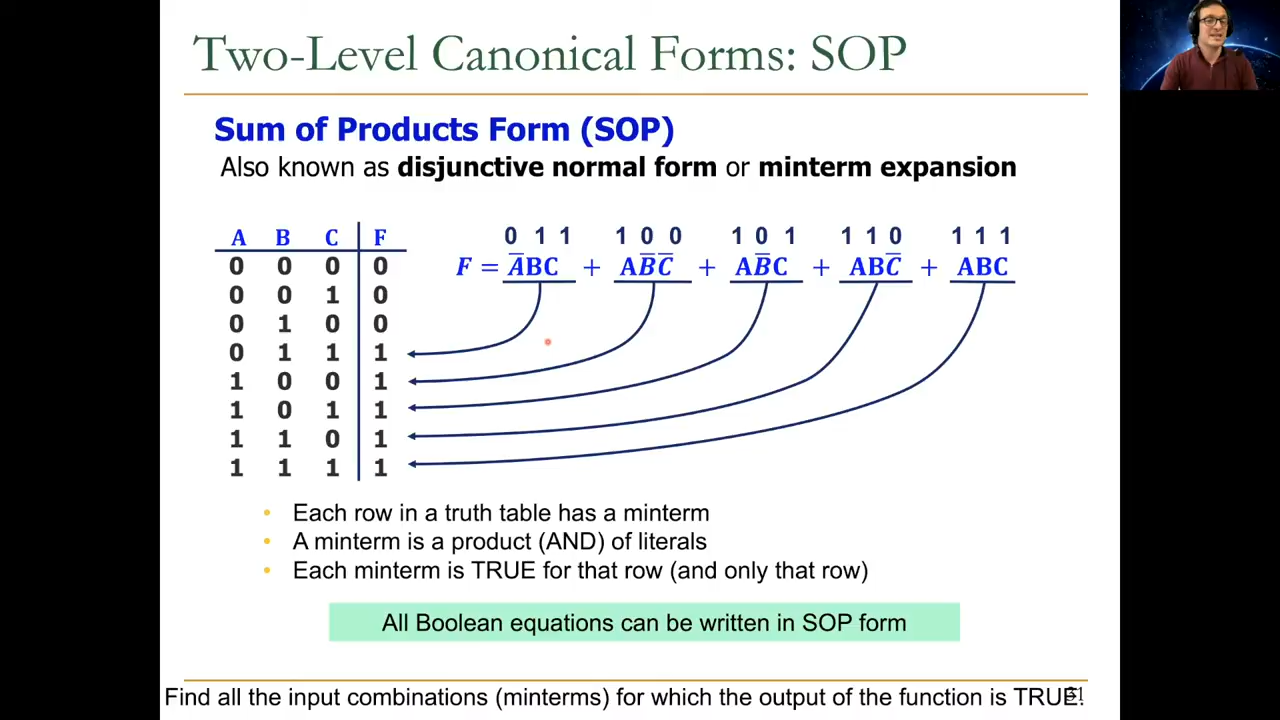 Two-Level Canonical Forms: SOP
Sum of Products Form (SOP)
Also known as disjunctive normal form or minterm expansion
A B C F
0 0 0 0
0 0 1 0
0 1 0 0
0 1 1 1
1 0 0 1
1 0 1 1
1 1 0 1
1 1 1 1
0 1 1 1 0 0 1 0 1 1 1 0 1 1 1
F = A̅BC + AB̅C̅ + AB̅C + ABC̅ + ABC
• Each row in a truth table has a minterm
• A minterm is a product (AND) of literals
• Each minterm is TRUE for that row (and only that row)
All Boolean equations can be written in SOP form
Find all the input combinations (minterms) for which the output of the function is TRUE.